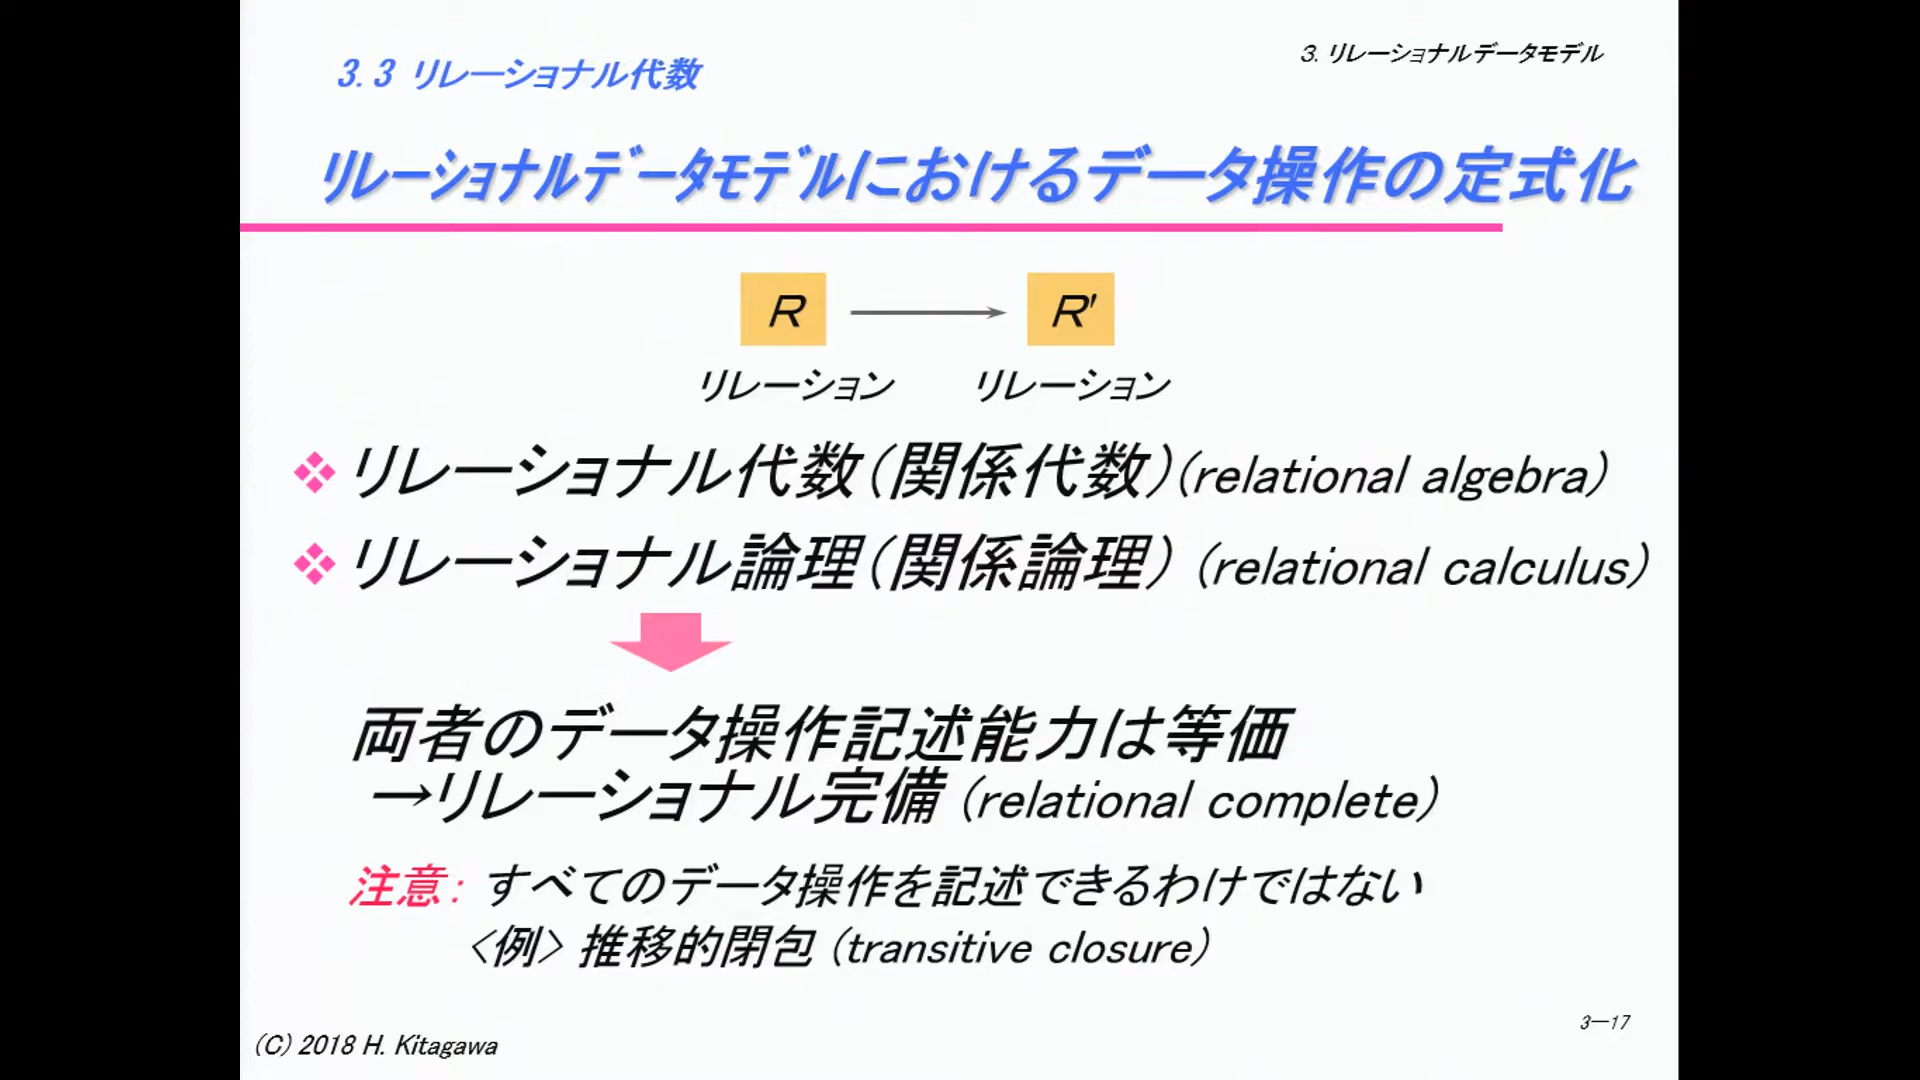 3.3 リレーショナル代数
3. リレーショナルデータモデル
ﾘﾚｰｼｮﾅﾙﾃﾞｰﾀﾓﾃﾞﾙにおけるデータ操作の定式化
R
R'
リレーション
リレーション
リレーショナル代数(関係代数)(relational algebra)
リレーショナル論理(関係論理) (relational calculus)
両者のデータ操作記述能力は等価
→リレーショナル完備 (relational complete)
注意: すべてのデータ操作を記述できるわけではない
<例> 推移的閉包 (transitive closure)
3―17
(C) 2018 H. Kitagawa